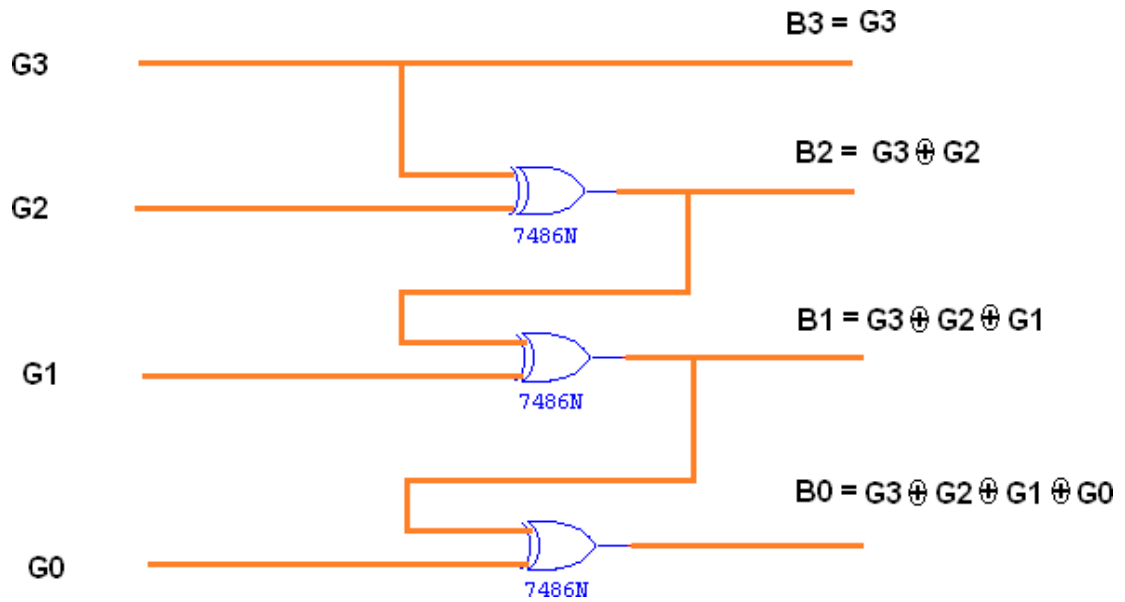 B3 = G3
G3
B2 = G3 ⊕ G2
G2
7486N
B1 = G3 ⊕ G2 ⊕ G1
G1
7486N
B0 = G3 ⊕ G2 ⊕ G1 ⊕ G0
G0
7486N